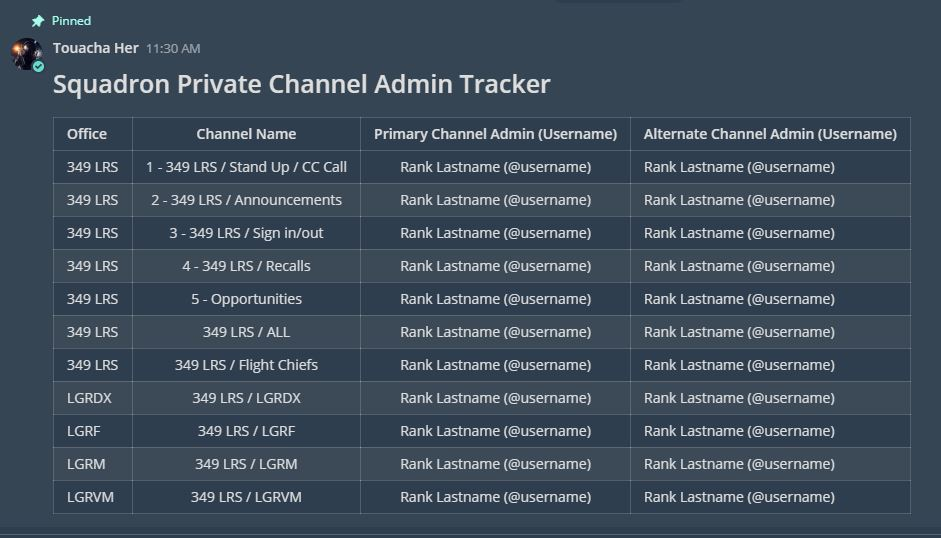 Pinned
Touacha Her 11:30 AM
Squadron Private Channel Admin Tracker
Office Channel Name Primary Channel Admin (Username) Alternate Channel Admin (Username)
349 LRS 1 - 349 LRS / Stand Up / CC Call Rank Lastname (@username) Rank Lastname (@username)
349 LRS 2 - 349 LRS / Announcements Rank Lastname (@username) Rank Lastname (@username)
349 LRS 3 - 349 LRS / Sign in/out Rank Lastname (@username) Rank Lastname (@username)
349 LRS 4 - 349 LRS / Recalls Rank Lastname (@username) Rank Lastname (@username)
349 LRS 5 - Opportunities Rank Lastname (@username) Rank Lastname (@username)
349 LRS 349 LRS / ALL Rank Lastname (@username) Rank Lastname (@username)
349 LRS 349 LRS / Flight Chiefs Rank Lastname (@username) Rank Lastname (@username)
LGRDX 349 LRS / LGRDX Rank Lastname (@username) Rank Lastname (@username)
LGRF 349 LRS / LGRF Rank Lastname (@username) Rank Lastname (@username)
LGRM 349 LRS / LGRM Rank Lastname (@username) Rank Lastname (@username)
LGRVM 349 LRS / LGRVM Rank Lastname (@username) Rank Lastname (@username)